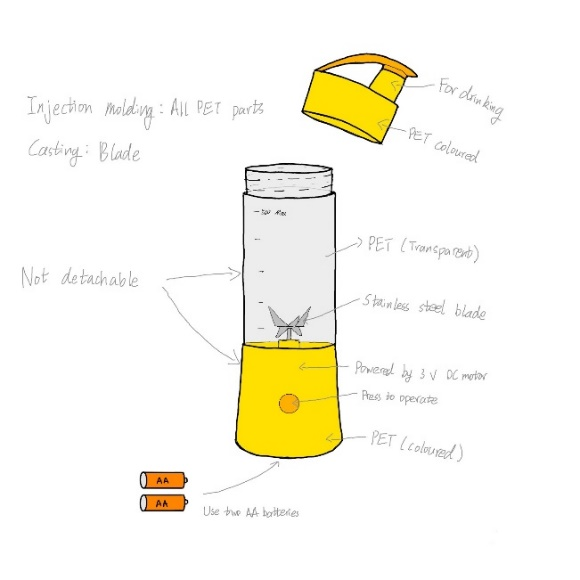 For drinking
Injection molding: All PET parts
PET coloured
Casting: Blade
Max
PET (Transparent)
Not detachable
Stainless steel blade
Powered by 3 V DC motor
Press to operate
PET (coloured)
AA
AA
Use two AA batteries